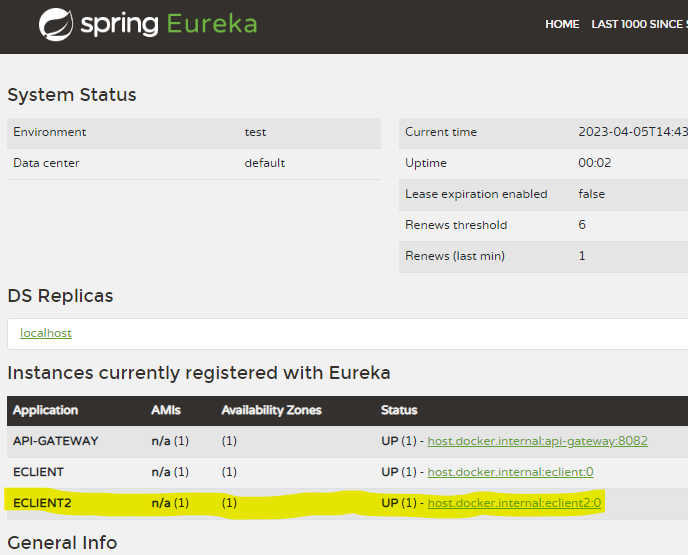 spring Eureka
HOME LAST 1000 SINCE S
System Status
Environment test
Data center default
Current time 2023-04-05T14:43
Uptime 00:02
Lease expiration enabled false
Renews threshold 6
Renews (last min) 1
DS Replicas
localhost
Instances currently registered with Eureka
Application AMIs Availability Zones Status
API-GATEWAY n/a (1) (1) UP (1) - host.docker.internal:api-gateway:8082
ECLIENT n/a (1) (1) UP (1) - host.docker.internal:eclient:0
ECLIENT2 n/a (1) (1) UP (1) - host.docker.internal:eclient2:0
General Info